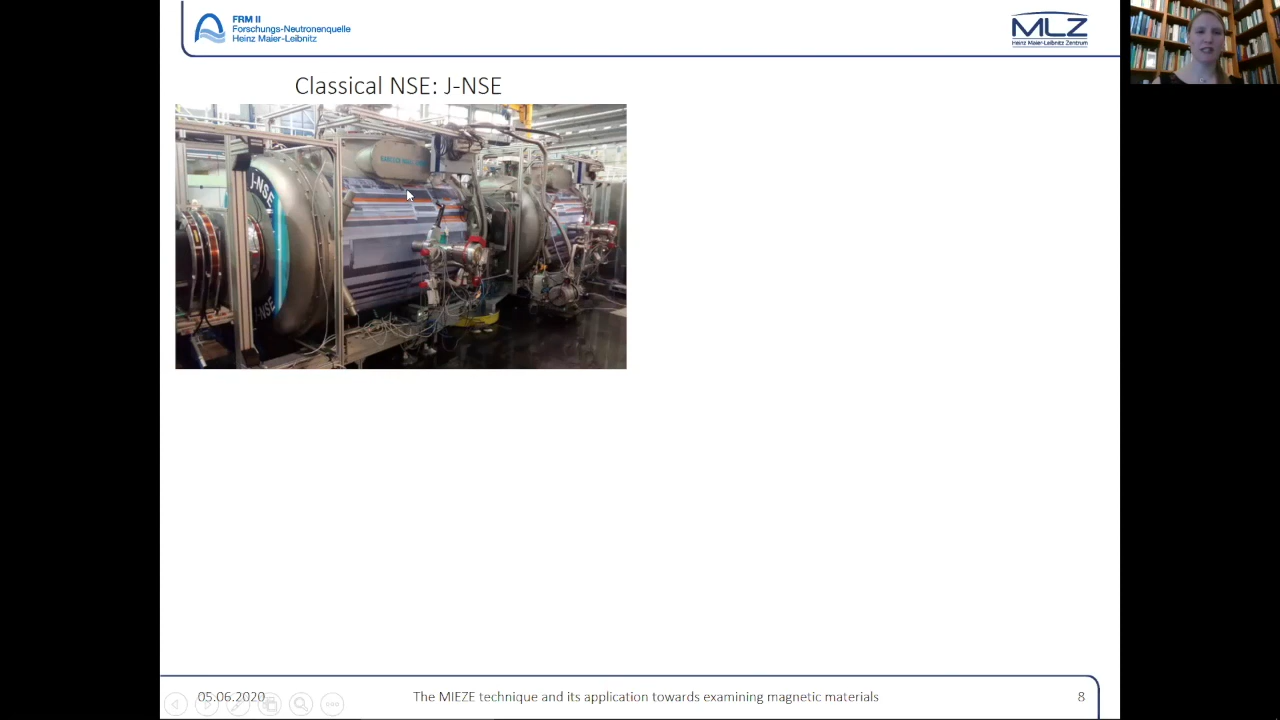 FRM II
Forschungs-Neutronenquelle
Heinz Maier-Leibnitz
MLZ
Heinz Maier-Leibnitz Zentrum
Classical NSE: J-NSE
J-NSE
J-NSE
05.06.2020
The MIEZE technique and its application towards examining magnetic materials
8